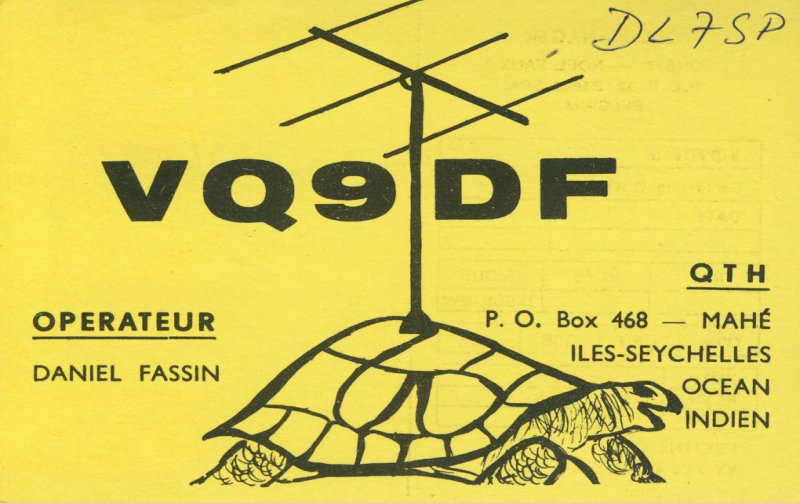 DL7SP
VQ9DF
QTH
OPERATEUR
P. O. Box 468 — MAHÉ
DANIEL FASSIN
ILES-SEYCHELLES
OCEAN
INDIEN